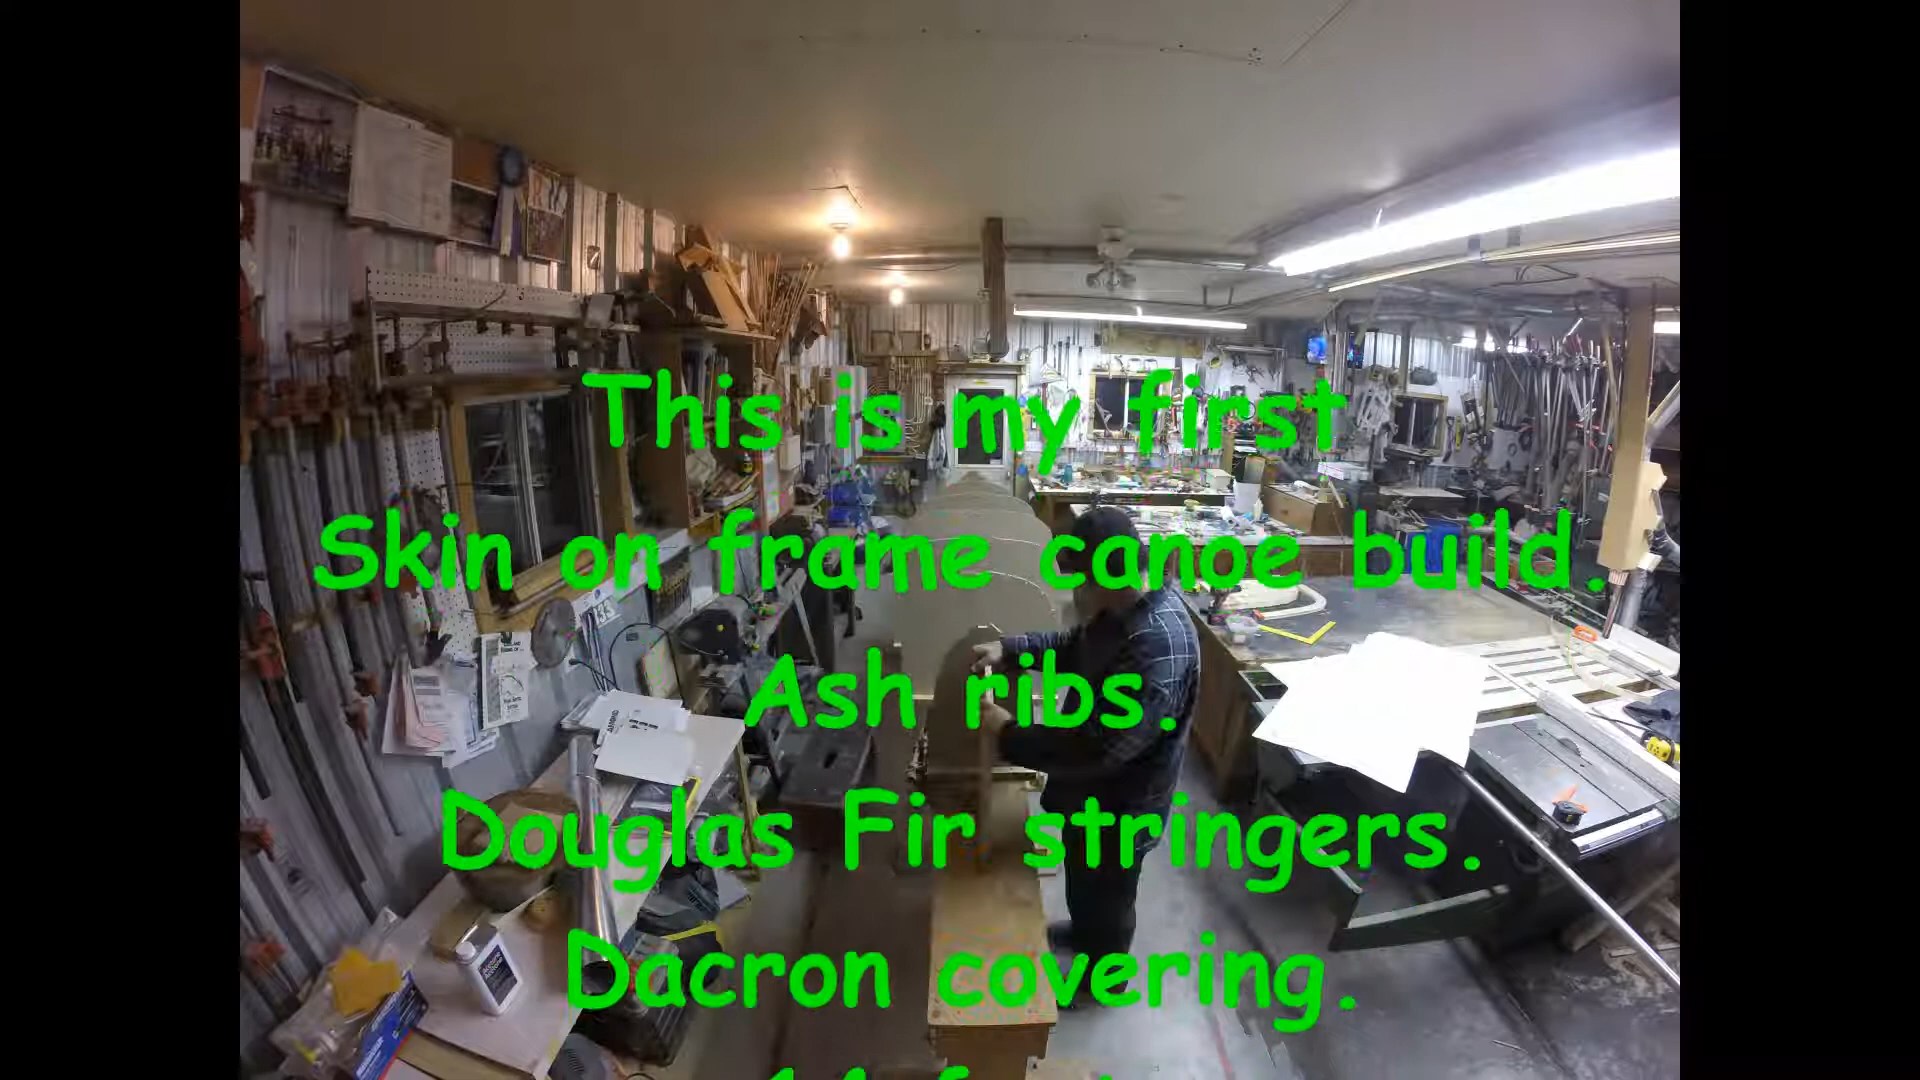 This is my first
Skin on frame canoe build.
Ash ribs.
Douglas Fir stringers.
Dacron covering.